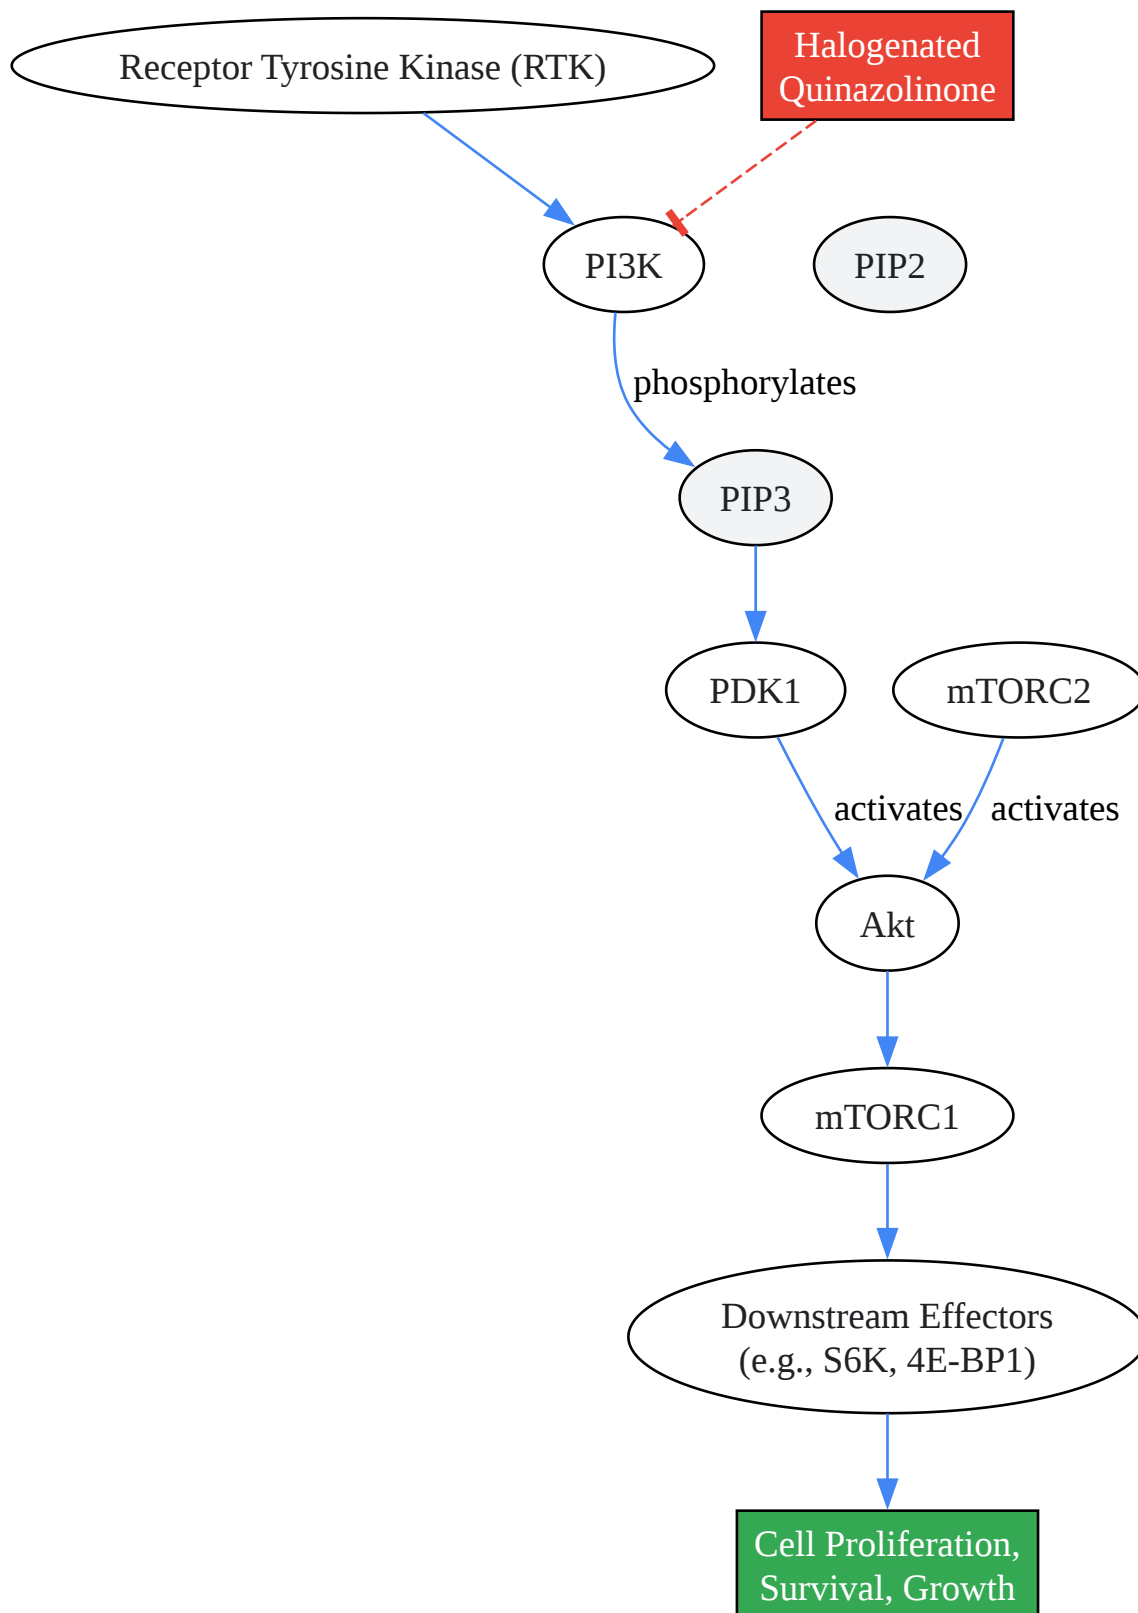 Receptor Tyrosine Kinase (RTK)
Halogenated
Quinazolinone
PI3K
PIP2
phosphorylates
PIP3
PDK1
mTORC2
activates
activates
Akt
mTORC1
Downstream Effectors
(e.g., S6K, 4E-BP1)
Cell Proliferation,
Survival, Growth